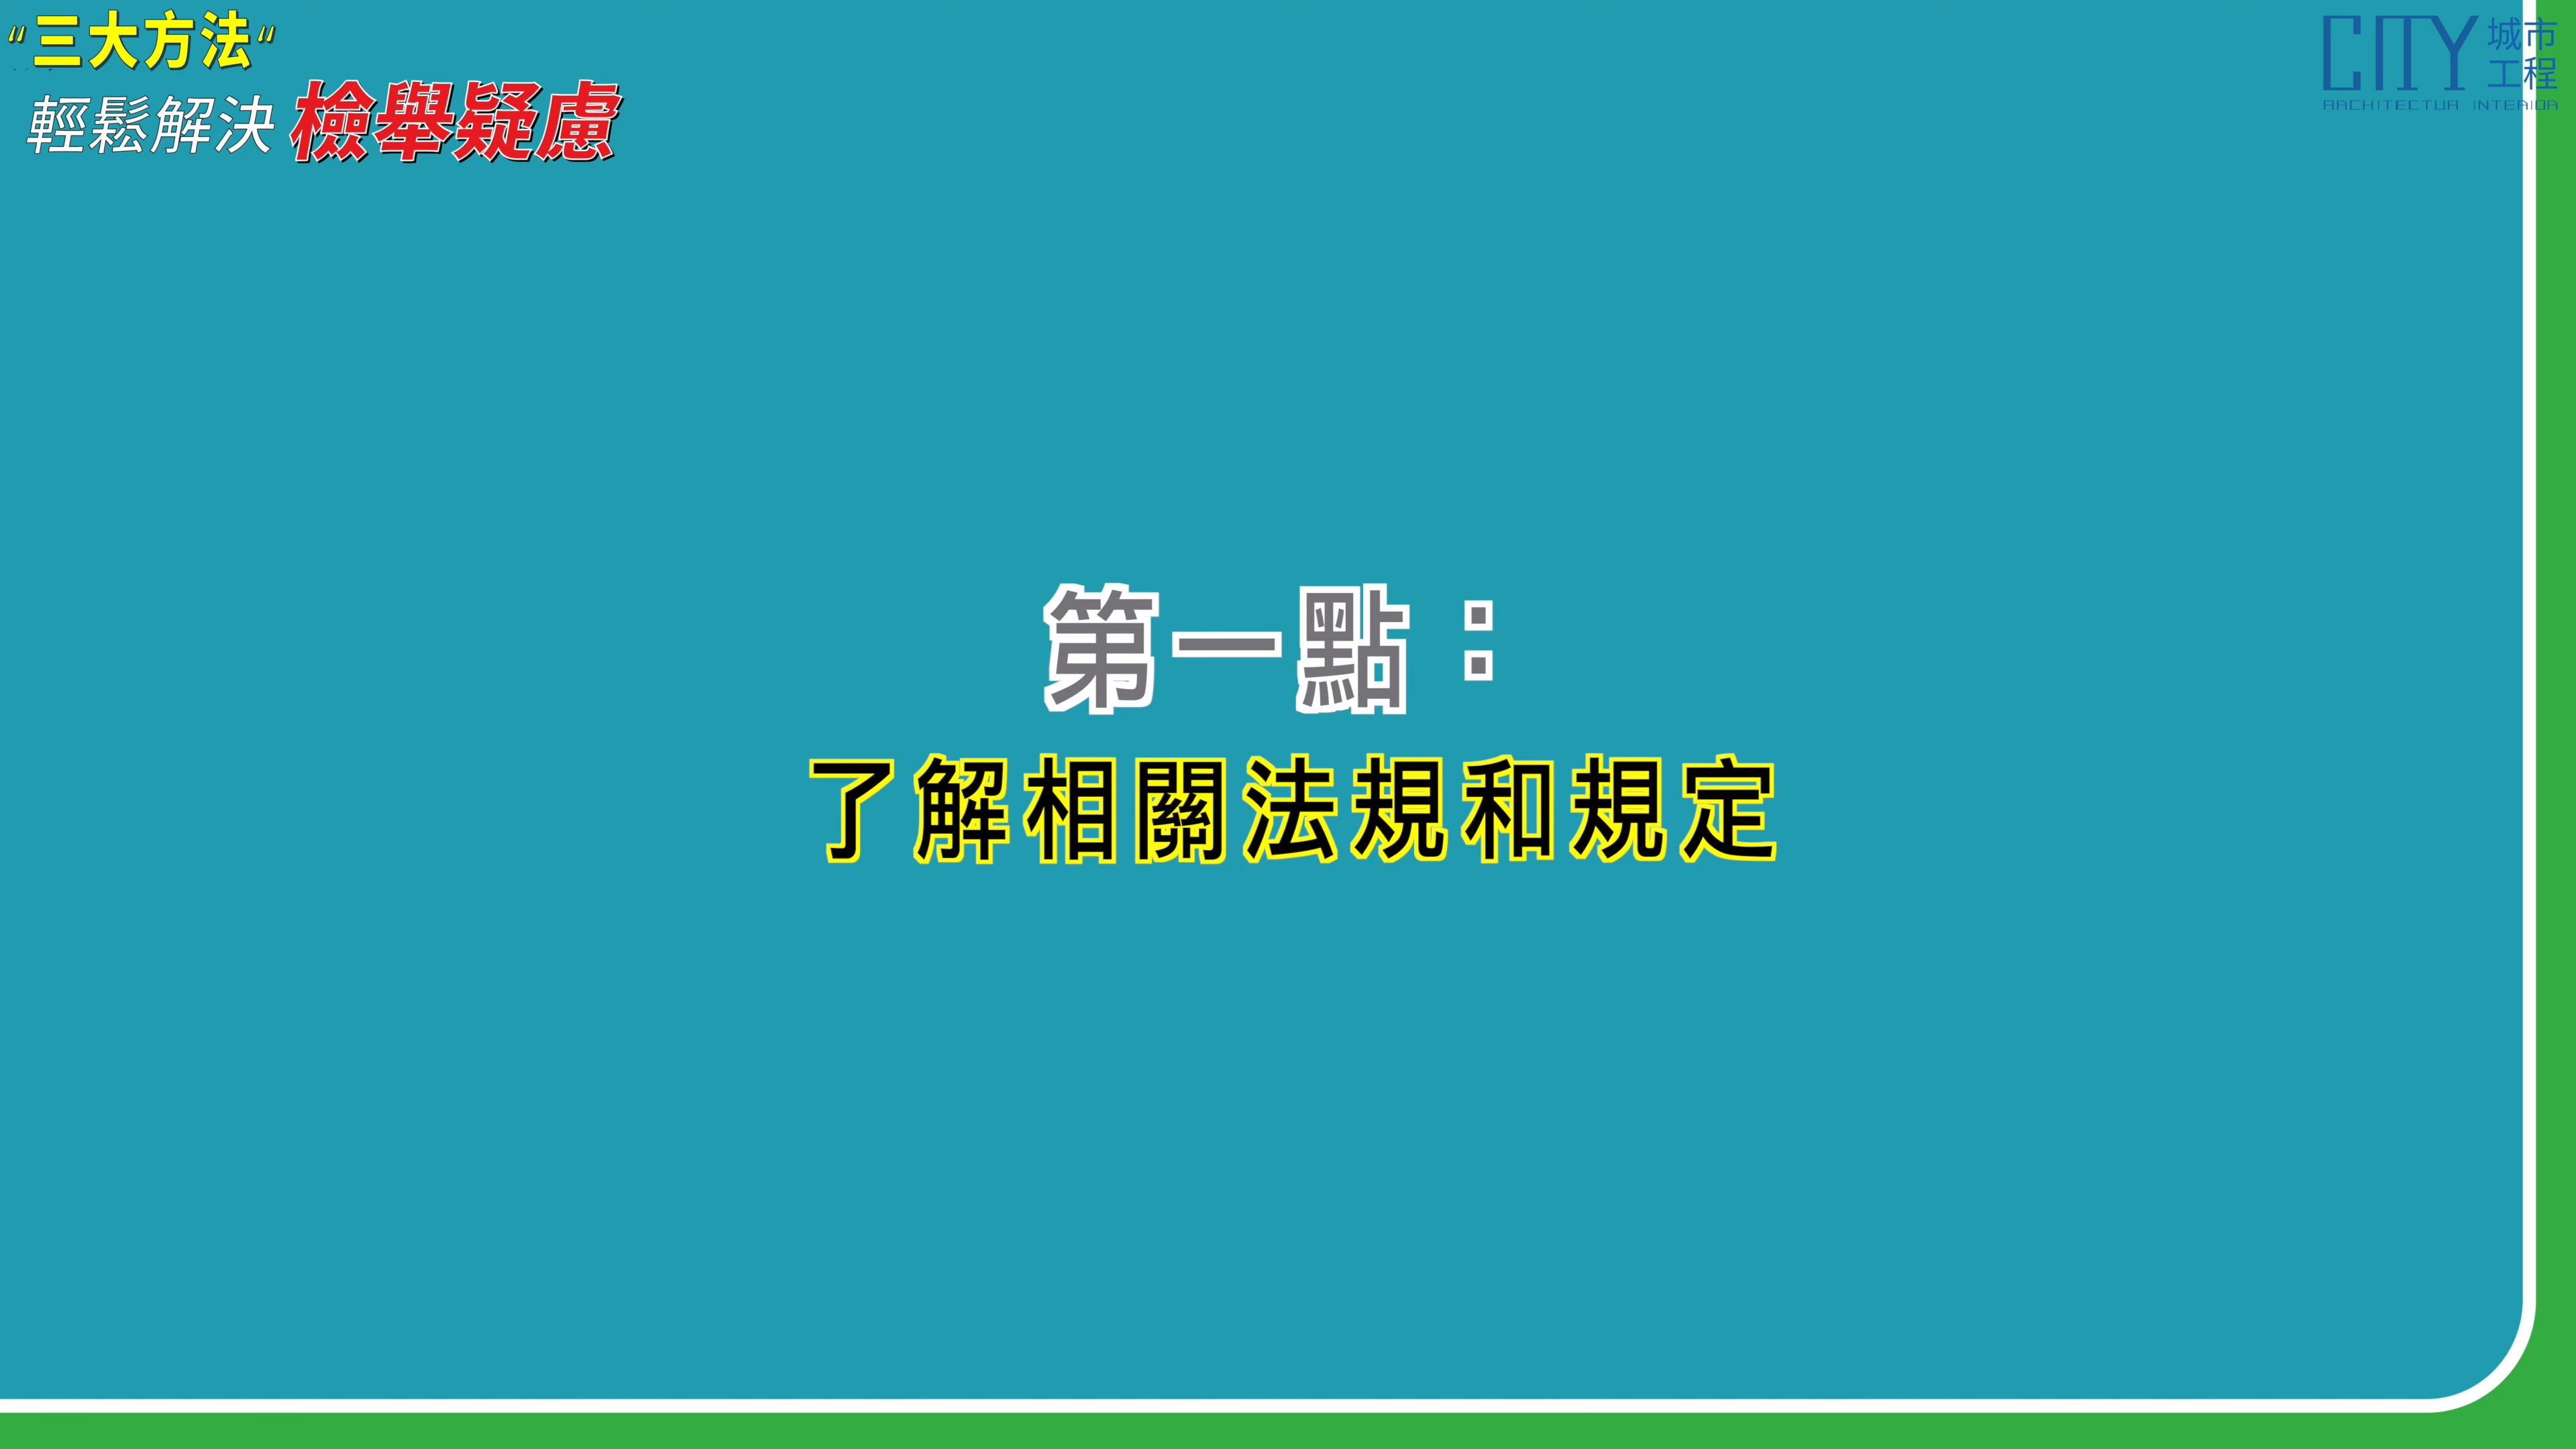 “三大方法“
輕鬆解決 檢舉疑慮
CITY 城市
工程
ARCHITECTUR INTERIOR
第一點：
了解相關法規和規定